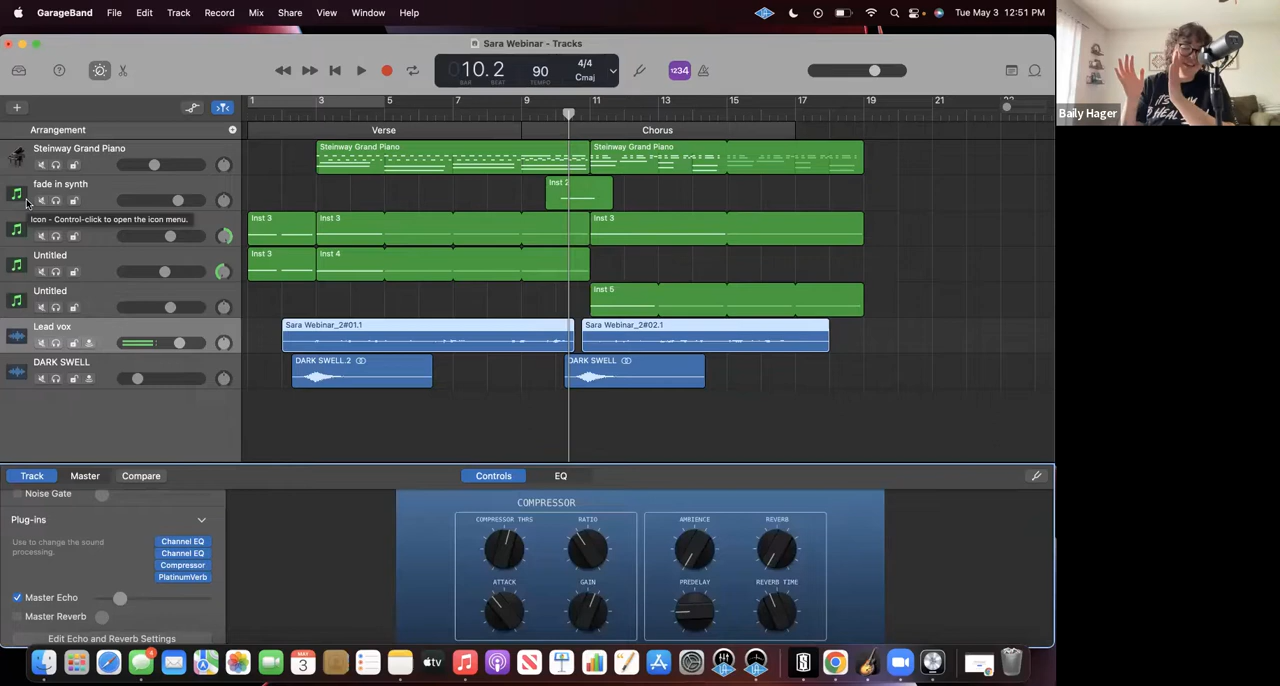 GarageBand File Edit Track Record Mix Share View Window Help Tue May 3 12:51 PM
Sara Webinar - Tracks
10.2 90 4/4
BAR BEAT TEMPO Cmaj
1234
1 3 5 7 9 11 13 15 17 19 21
Arrangement Verse Chorus
Steinway Grand Piano
Steinway Grand Piano Steinway Grand Piano
fade in synth
Inst 2
Icon - Control-click to open the icon menu.
Inst 3 Inst 3 Inst 3
Untitled
Inst 3 Inst 4
Untitled
Inst 5
Lead vox
Sara Webinar_2#01.1 Sara Webinar_2#02.1
DARK SWELL
DARK SWELL.2 DARK SWELL
Track Master Compare Controls EQ
Noise Gate
Plug-ins
Use to change the sound
processing.
Channel EQ
Channel EQ
Compressor
PlatinumVerb
Master Echo
Master Reverb
Edit Echo and Reverb Settings
COMPRESSOR
COMPRESSOR THRS RATIO AMBIENCE REVERB
ATTACK GAIN PREDELAY REVERB TIME
4
MAY
3
tv
Baily Hager